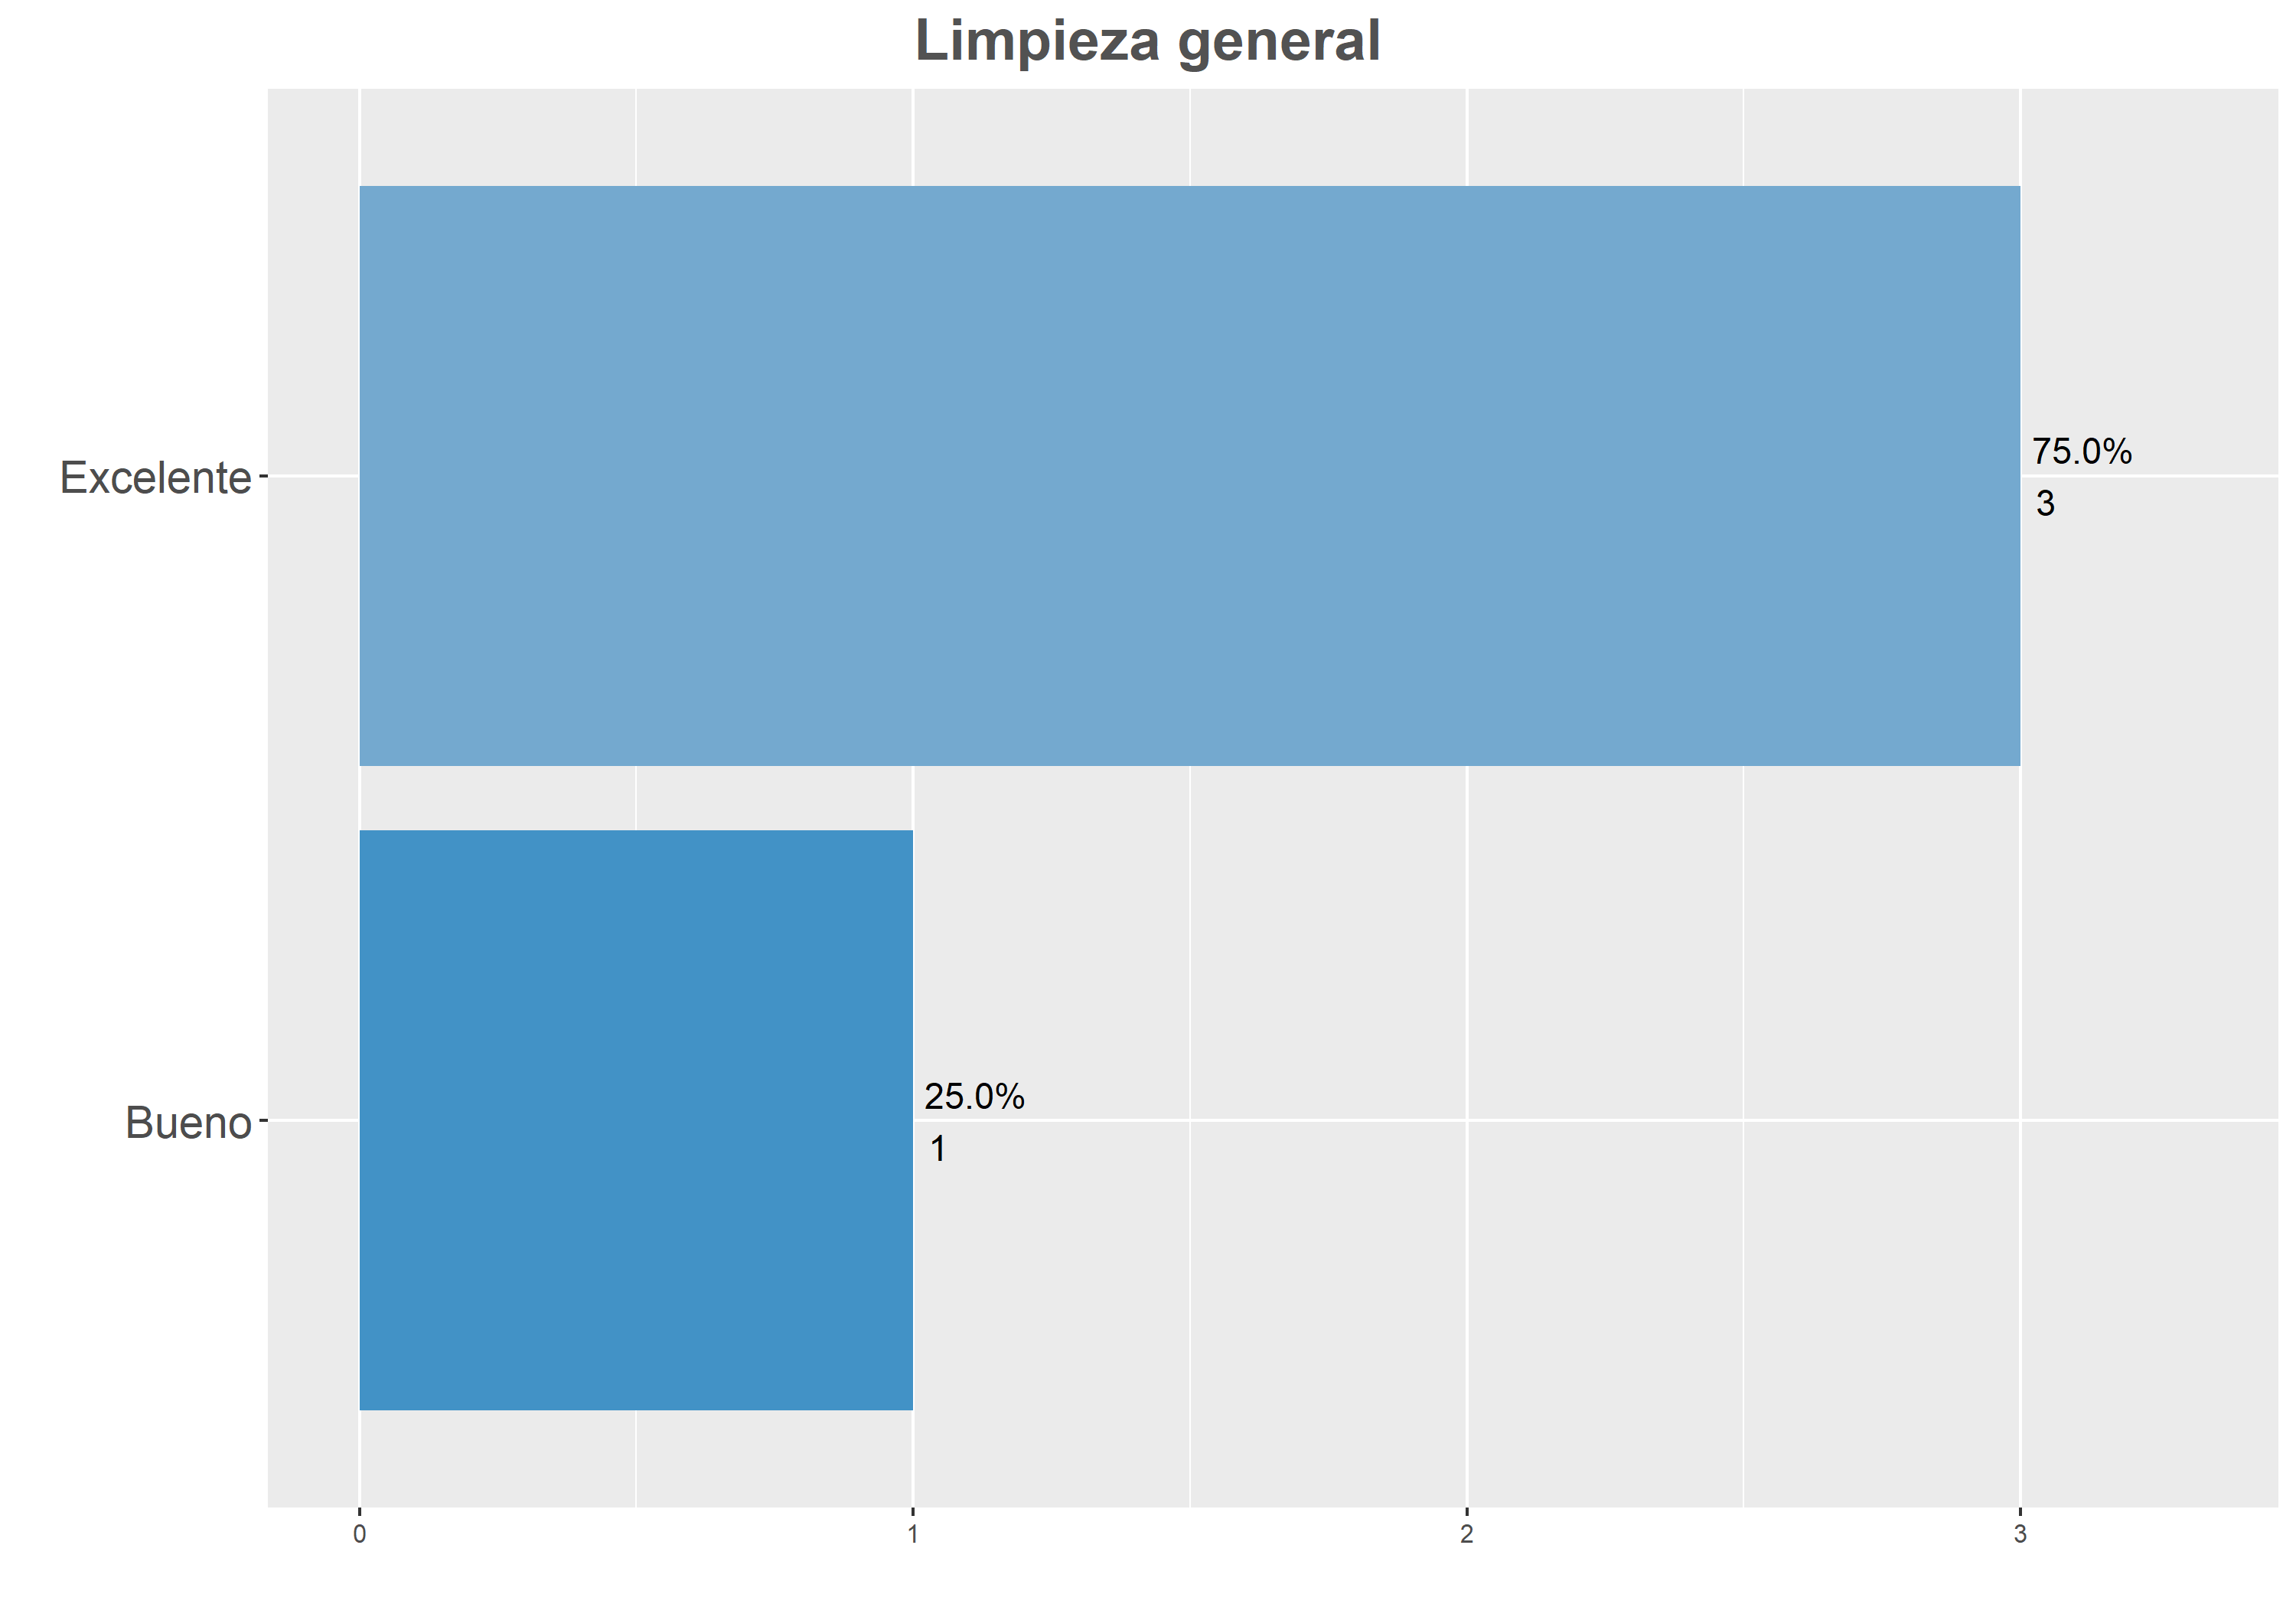 Limpieza general
Excelente
75.0%
3
Bueno
25.0%
1
0 1 2 3